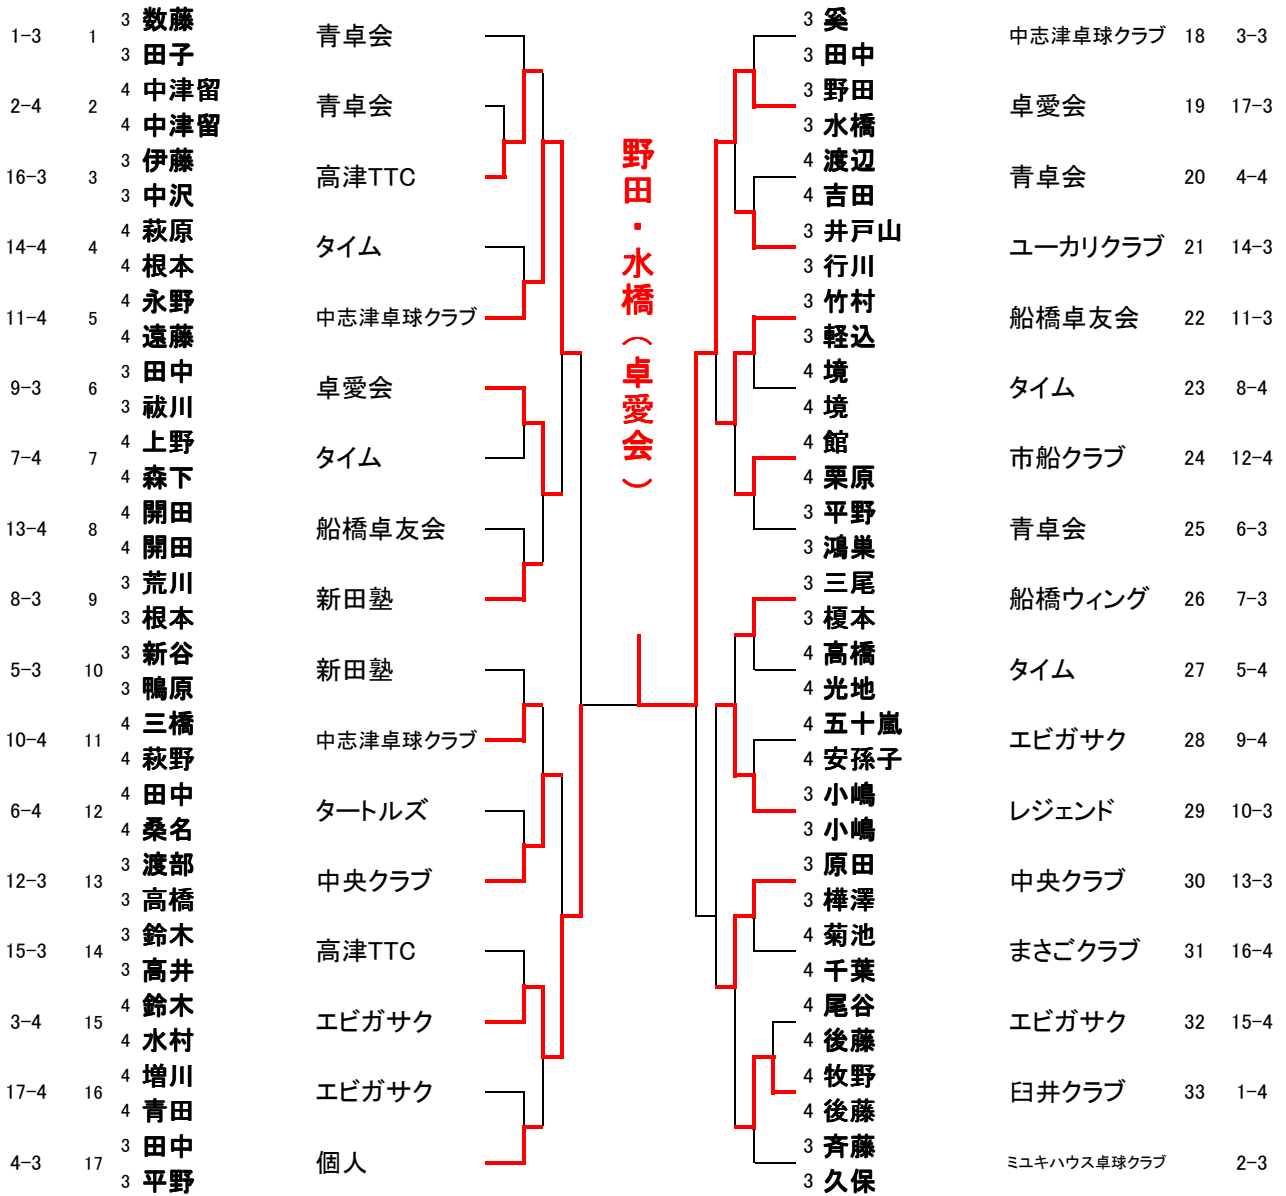 3 数藤
1-3 1 青卓会
3 田子
4 中津留
2-4 2 青卓会
4 中津留
3 伊藤
16-3 3 高津TTC
3 中沢
4 萩原
14-4 4 タイム
4 根本
4 永野
11-4 5 中志津卓球クラブ
4 遠藤
3 田中
9-3 6 卓愛会
3 祓川
4 上野
7-4 7 タイム
4 森下
4 開田
13-4 8 船橋卓友会
4 開田
3 荒川
8-3 9 新田塾
3 根本
3 新谷
5-3 10 新田塾
3 鴨原
4 三橋
10-4 11 中志津卓球クラブ
4 萩野
4 田中
6-4 12 タートルズ
4 桑名
3 渡部
12-3 13 中央クラブ
3 高橋
3 鈴木
15-3 14 高津TTC
3 高井
4 鈴木
3-4 15 エビガサク
4 水村
4 増川
17-4 16 エビガサク
4 青田
3 田中
4-3 17 個人
3 平野
野田・水橋（卓愛会）
3 奚
中志津卓球クラブ 18 3-3
3 田中
3 野田
卓愛会 19 17-3
3 水橋
4 渡辺
青卓会 20 4-4
4 吉田
3 井戸山
ユーカリクラブ 21 14-3
3 行川
3 竹村
船橋卓友会 22 11-3
3 軽込
4 境
タイム 23 8-4
4 境
4 館
市船クラブ 24 12-4
4 栗原
3 平野
青卓会 25 6-3
3 鴻巣
3 三尾
船橋ウィング 26 7-3
3 榎本
4 高橋
タイム 27 5-4
4 光地
4 五十嵐
エビガサク 28 9-4
4 安孫子
3 小嶋
レジェンド 29 10-3
3 小嶋
3 原田
中央クラブ 30 13-3
3 樺澤
4 菊池
まさごクラブ 31 16-4
4 千葉
4 尾谷
エビガサク 32 15-4
4 後藤
4 牧野
臼井クラブ 33 1-4
4 後藤
3 斉藤
ミユキハウス卓球クラブ 2-3
3 久保